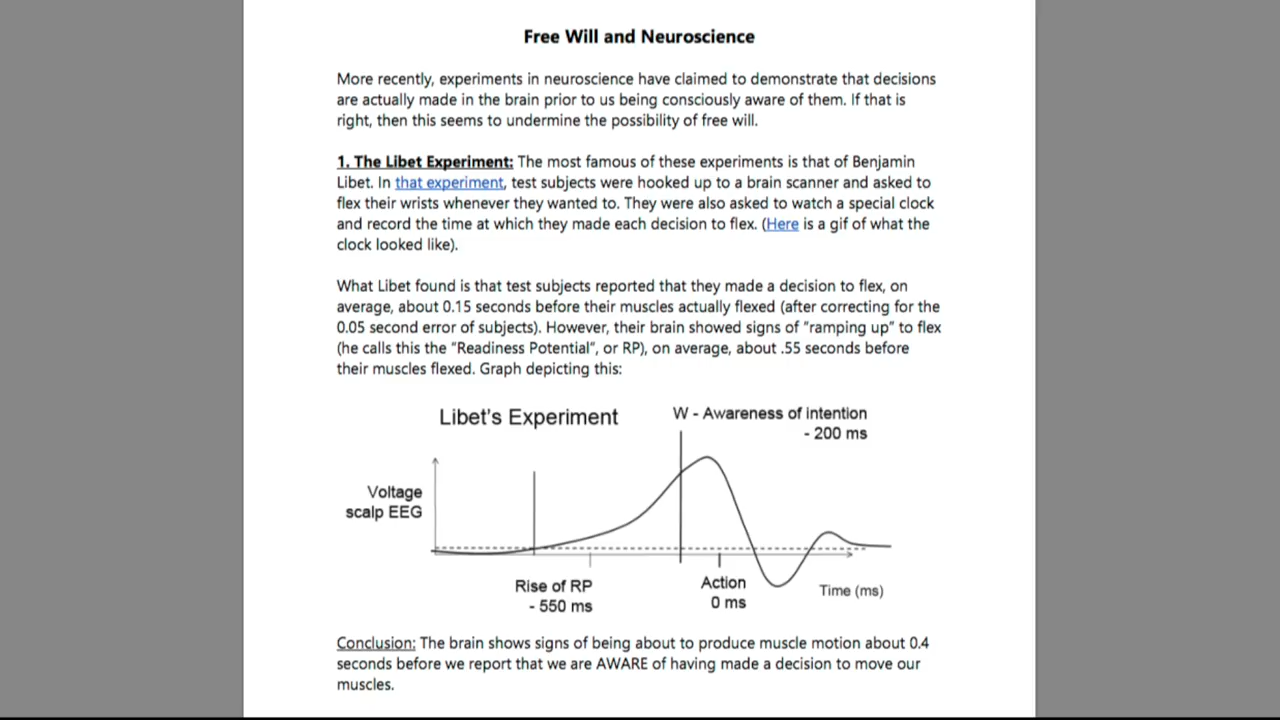 Free Will and Neuroscience
More recently, experiments in neuroscience have claimed to demonstrate that decisions
are actually made in the brain prior to us being consciously aware of them. If that is
right, then this seems to undermine the possibility of free will.
1. The Libet Experiment: The most famous of these experiments is that of Benjamin
Libet. In that experiment, test subjects were hooked up to a brain scanner and asked to
flex their wrists whenever they wanted to. They were also asked to watch a special clock
and record the time at which they made each decision to flex. (Here is a gif of what the
clock looked like).
What Libet found is that test subjects reported that they made a decision to flex, on
average, about 0.15 seconds before their muscles actually flexed (after correcting for the
0.05 second error of subjects). However, their brain showed signs of "ramping up" to flex
(he calls this the "Readiness Potential", or RP), on average, about .55 seconds before
their muscles flexed. Graph depicting this:
Libet's Experiment
W - Awareness of intention
- 200 ms
Voltage
scalp EEG
Rise of RP
- 550 ms
Action
0 ms
Time (ms)
Conclusion: The brain shows signs of being about to produce muscle motion about 0.4
seconds before we report that we are AWARE of having made a decision to move our
muscles.